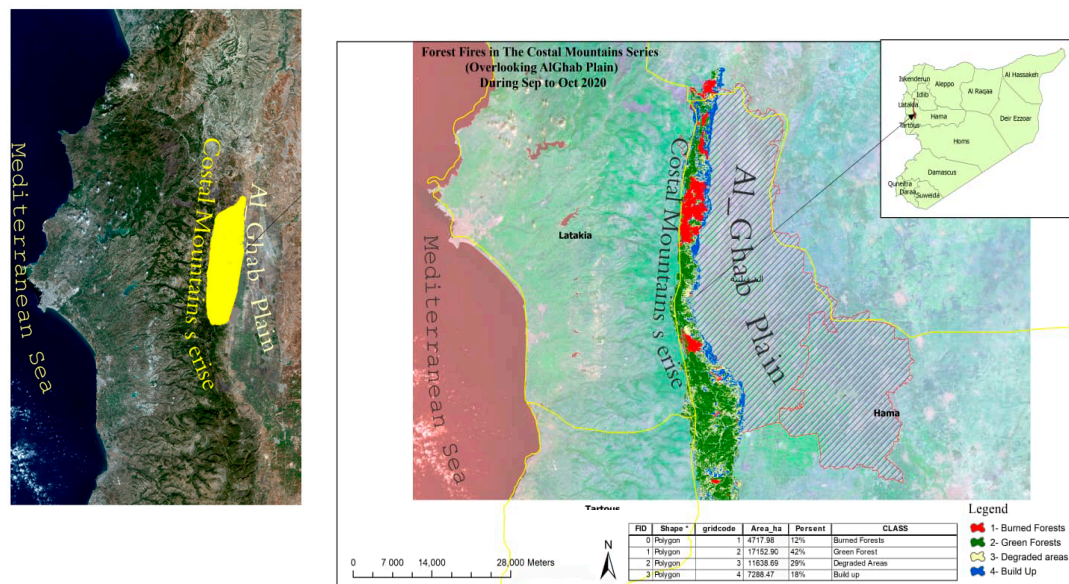 Mediterranean Sea
Costal Mountains s erise
Al_Ghab Plain
Forest Fires in The Costal Mountains Series
(Overlooking AlGhab Plain)
During Sep to Oct 2020
Mediterranean Sea
Latakia
Costal Mountains serise
Al_Ghab Plain
Hama
Tartous
Iskenderun
Aleppo
Al Hassakeh
Idlib
Al Raqaa
Latakia
Hama
Deir Ezzoar
Tartous
Homs
Damascus
Quneitra
Daraa
Suweida
Legend
1- Burned Forests
2- Green Forests
3- Degraded areas
4- Build Up
FID Shape * gridcode Area_ha Persent CLASS
0 Polygon 1 4717.98 12% Burned Forests
1 Polygon 2 17152.90 42% Green Forest
2 Polygon 3 11638.69 29% Degraded Areas
3 Polygon 4 7288.47 18% Build up
N
0 7,000 14,000 28,000 Meters